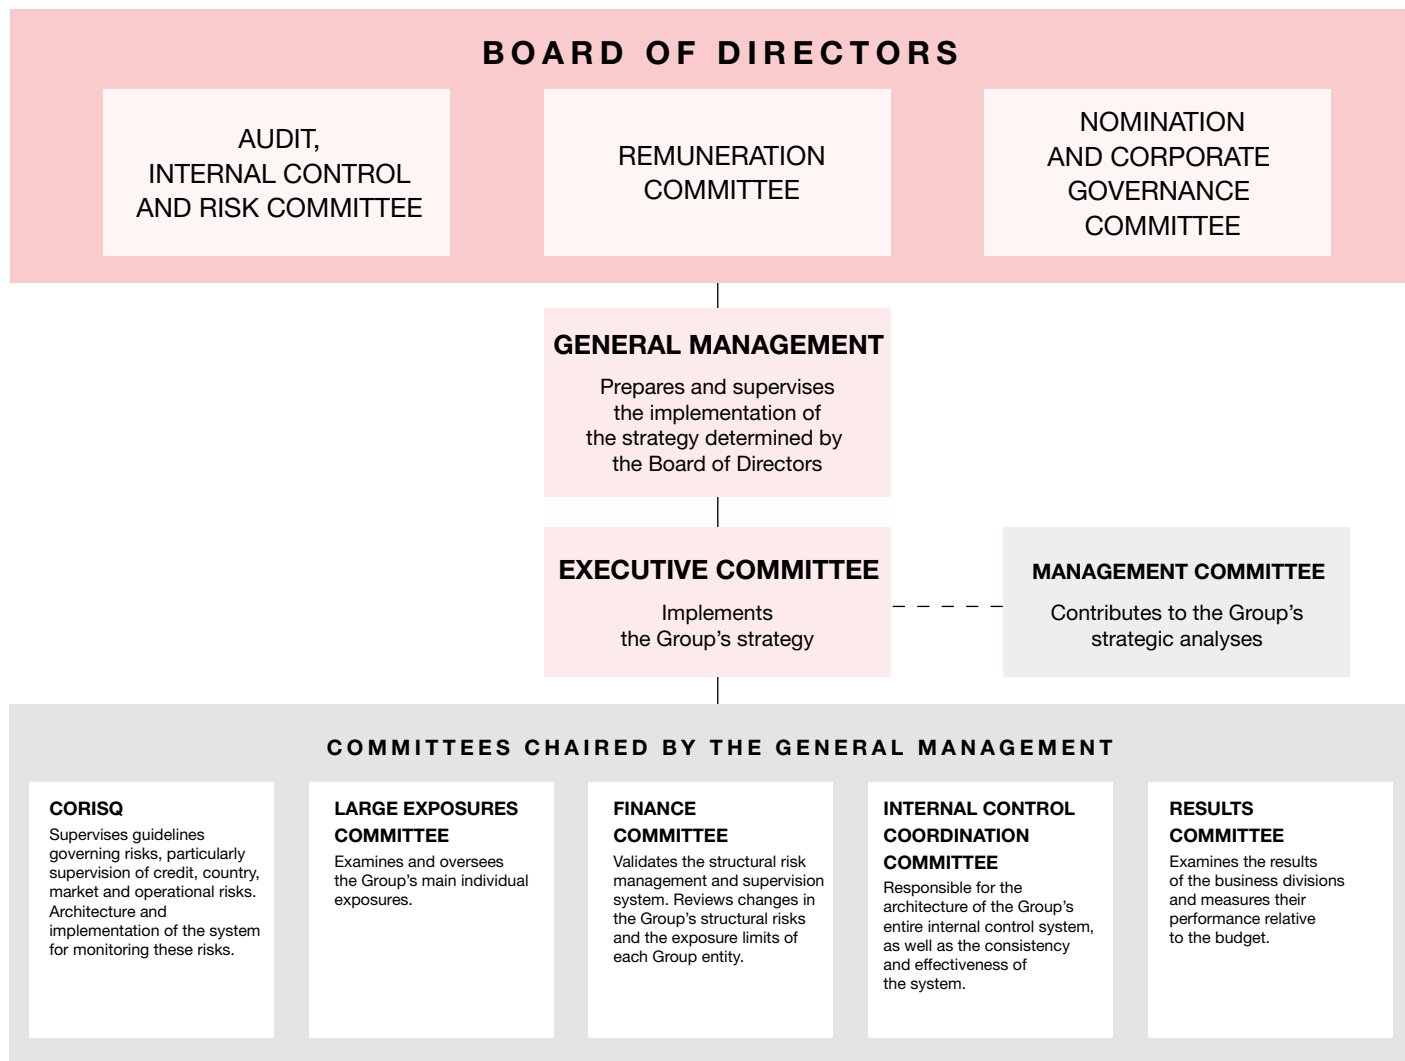 BOARD OF DIRECTORS
AUDIT,
INTERNAL CONTROL
AND RISK COMMITTEE
REMUNERATION
COMMITTEE
NOMINATION
AND CORPORATE
GOVERNANCE
COMMITTEE
GENERAL MANAGEMENT
Prepares and supervises
the implementation of
the strategy determined by
the Board of Directors
EXECUTIVE COMMITTEE
Implements
the Group’s strategy
MANAGEMENT COMMITTEE
Contributes to the Group’s
strategic analyses
COMMITTEES CHAIRED BY THE GENERAL MANAGEMENT
CORISQ
Supervises guidelines
governing risks, particularly
supervision of credit, country,
market and operational risks.
Architecture and
implementation of the system
for monitoring these risks.
LARGE EXPOSURES
COMMITTEE
Examines and oversees
the Group’s main individual
exposures.
FINANCE
COMMITTEE
Validates the structural risk
management and supervision
system. Reviews changes in
the Group’s structural risks
and the exposure limits of
each Group entity.
INTERNAL CONTROL
COORDINATION
COMMITTEE
Responsible for the
architecture of the Group’s
entire internal control system,
as well as the consistency
and effectiveness of
the system.
RESULTS
COMMITTEE
Examines the results
of the business divisions
and measures their
performance relative
to the budget.